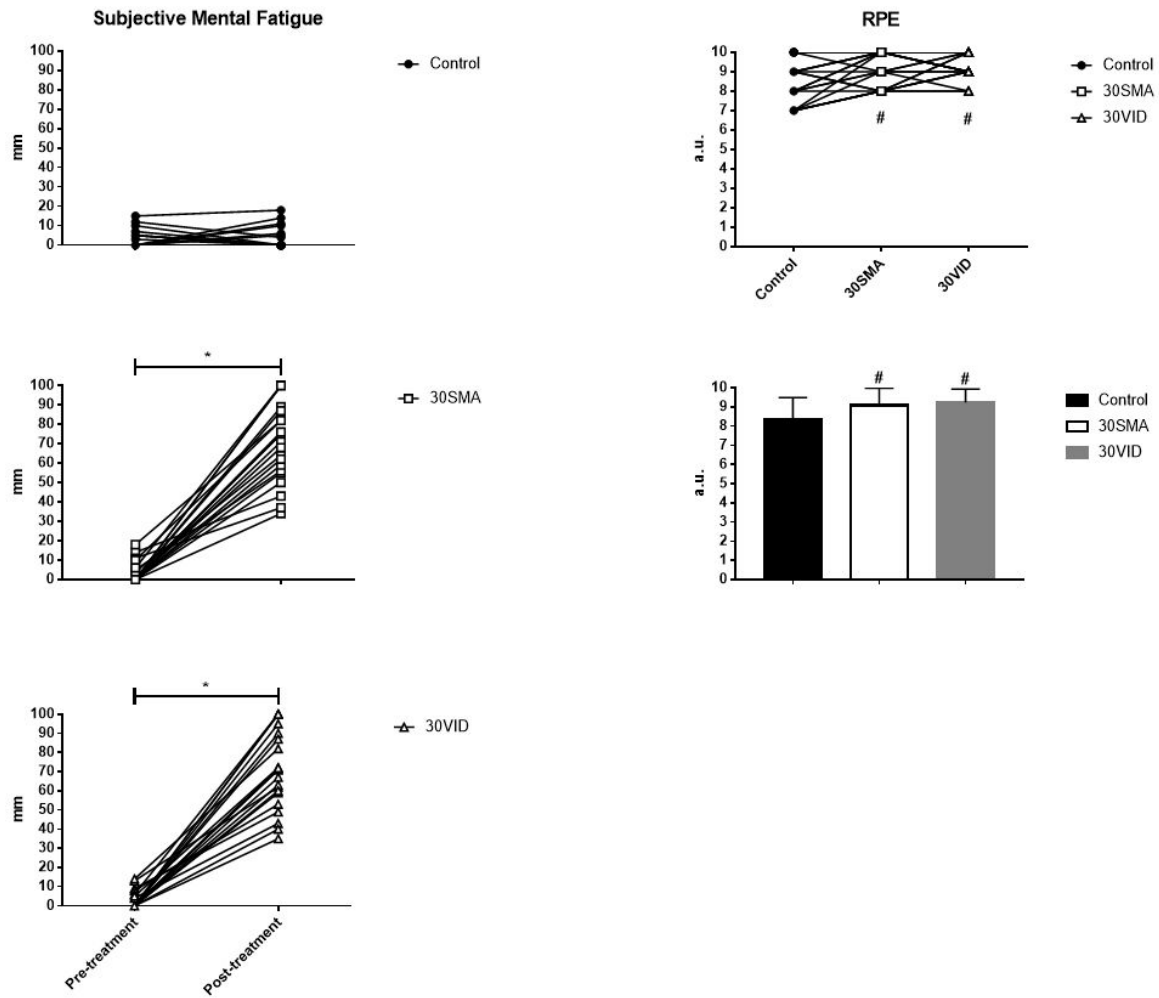 Subjective Mental Fatigue
100
90
80
70
60
50
40
30
20
10
0
mm
Control
RPE
10
9
8
7
6
5
4
3
2
1
0
a.u.
# #
Control
30SMA
30VID
Control
30SMA
30VID
*
100
90
80
70
60
50
40
30
20
10
0
mm
30SMA
10
9
8
7
6
5
4
3
2
1
0
a.u.
# #
Control
30SMA
30VID
*
100
90
80
70
60
50
40
30
20
10
0
mm
30VID
Pre-treatment
Post-treatment